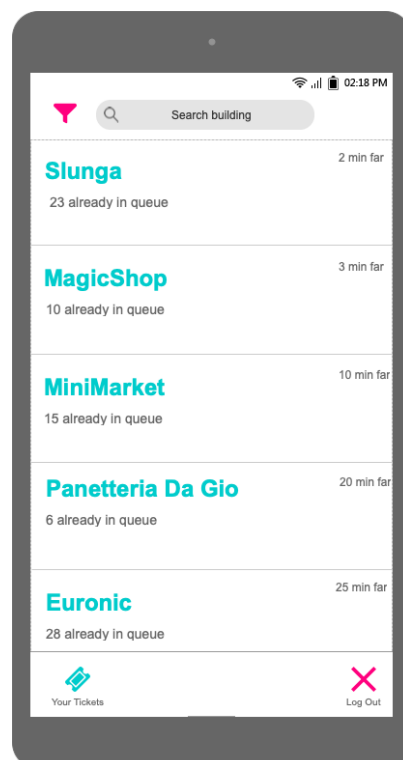 02:18 PM
Search building
Slunga
2 min far
23 already in queue
MagicShop
3 min far
10 already in queue
MiniMarket
10 min far
15 already in queue
Panetteria Da Gio
20 min far
6 already in queue
Euronic
25 min far
28 already in queue
Your Tickets
Log Out